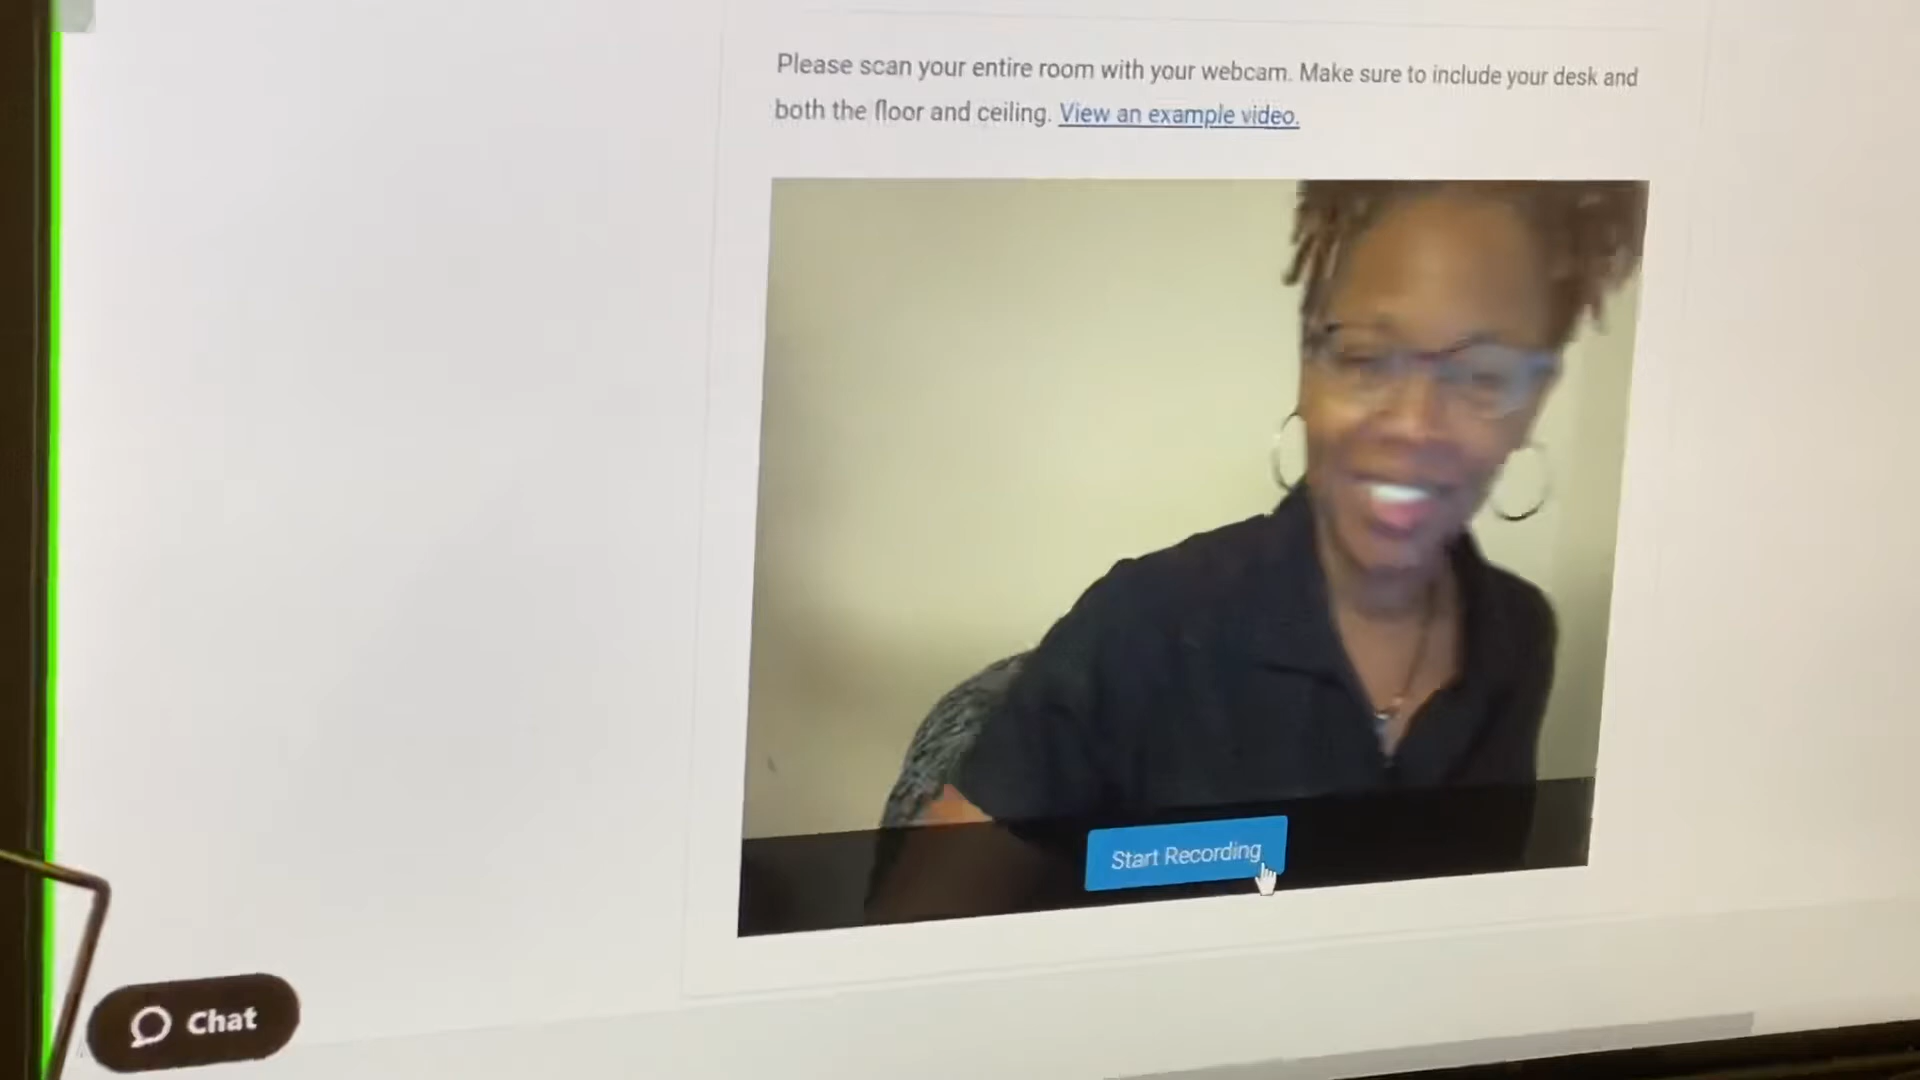 Please scan your entire room with your webcam. Make sure to include your desk and
both the floor and ceiling. View an example video.
Start Recording
Chat